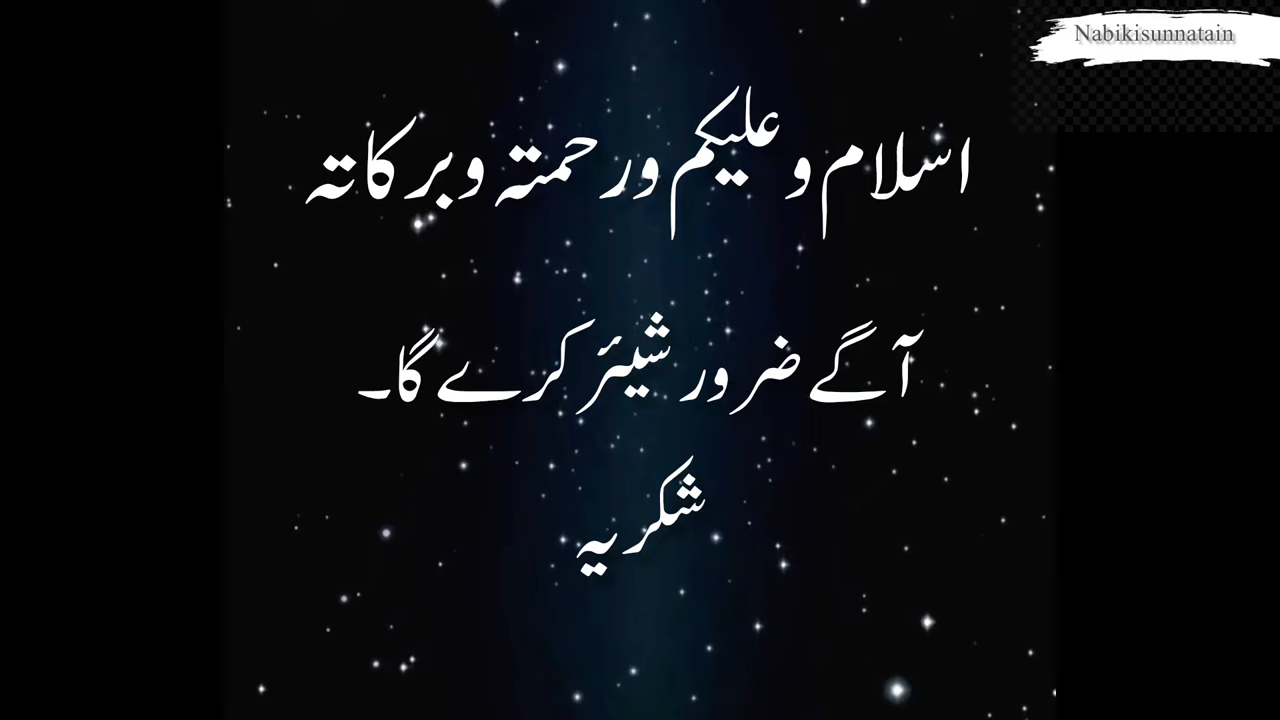 Nabikisunnatain
اسلام و علیکم ورحمتہ وبرکاتہ
آگے ضرور شیئر کرے گا۔
شکریہ